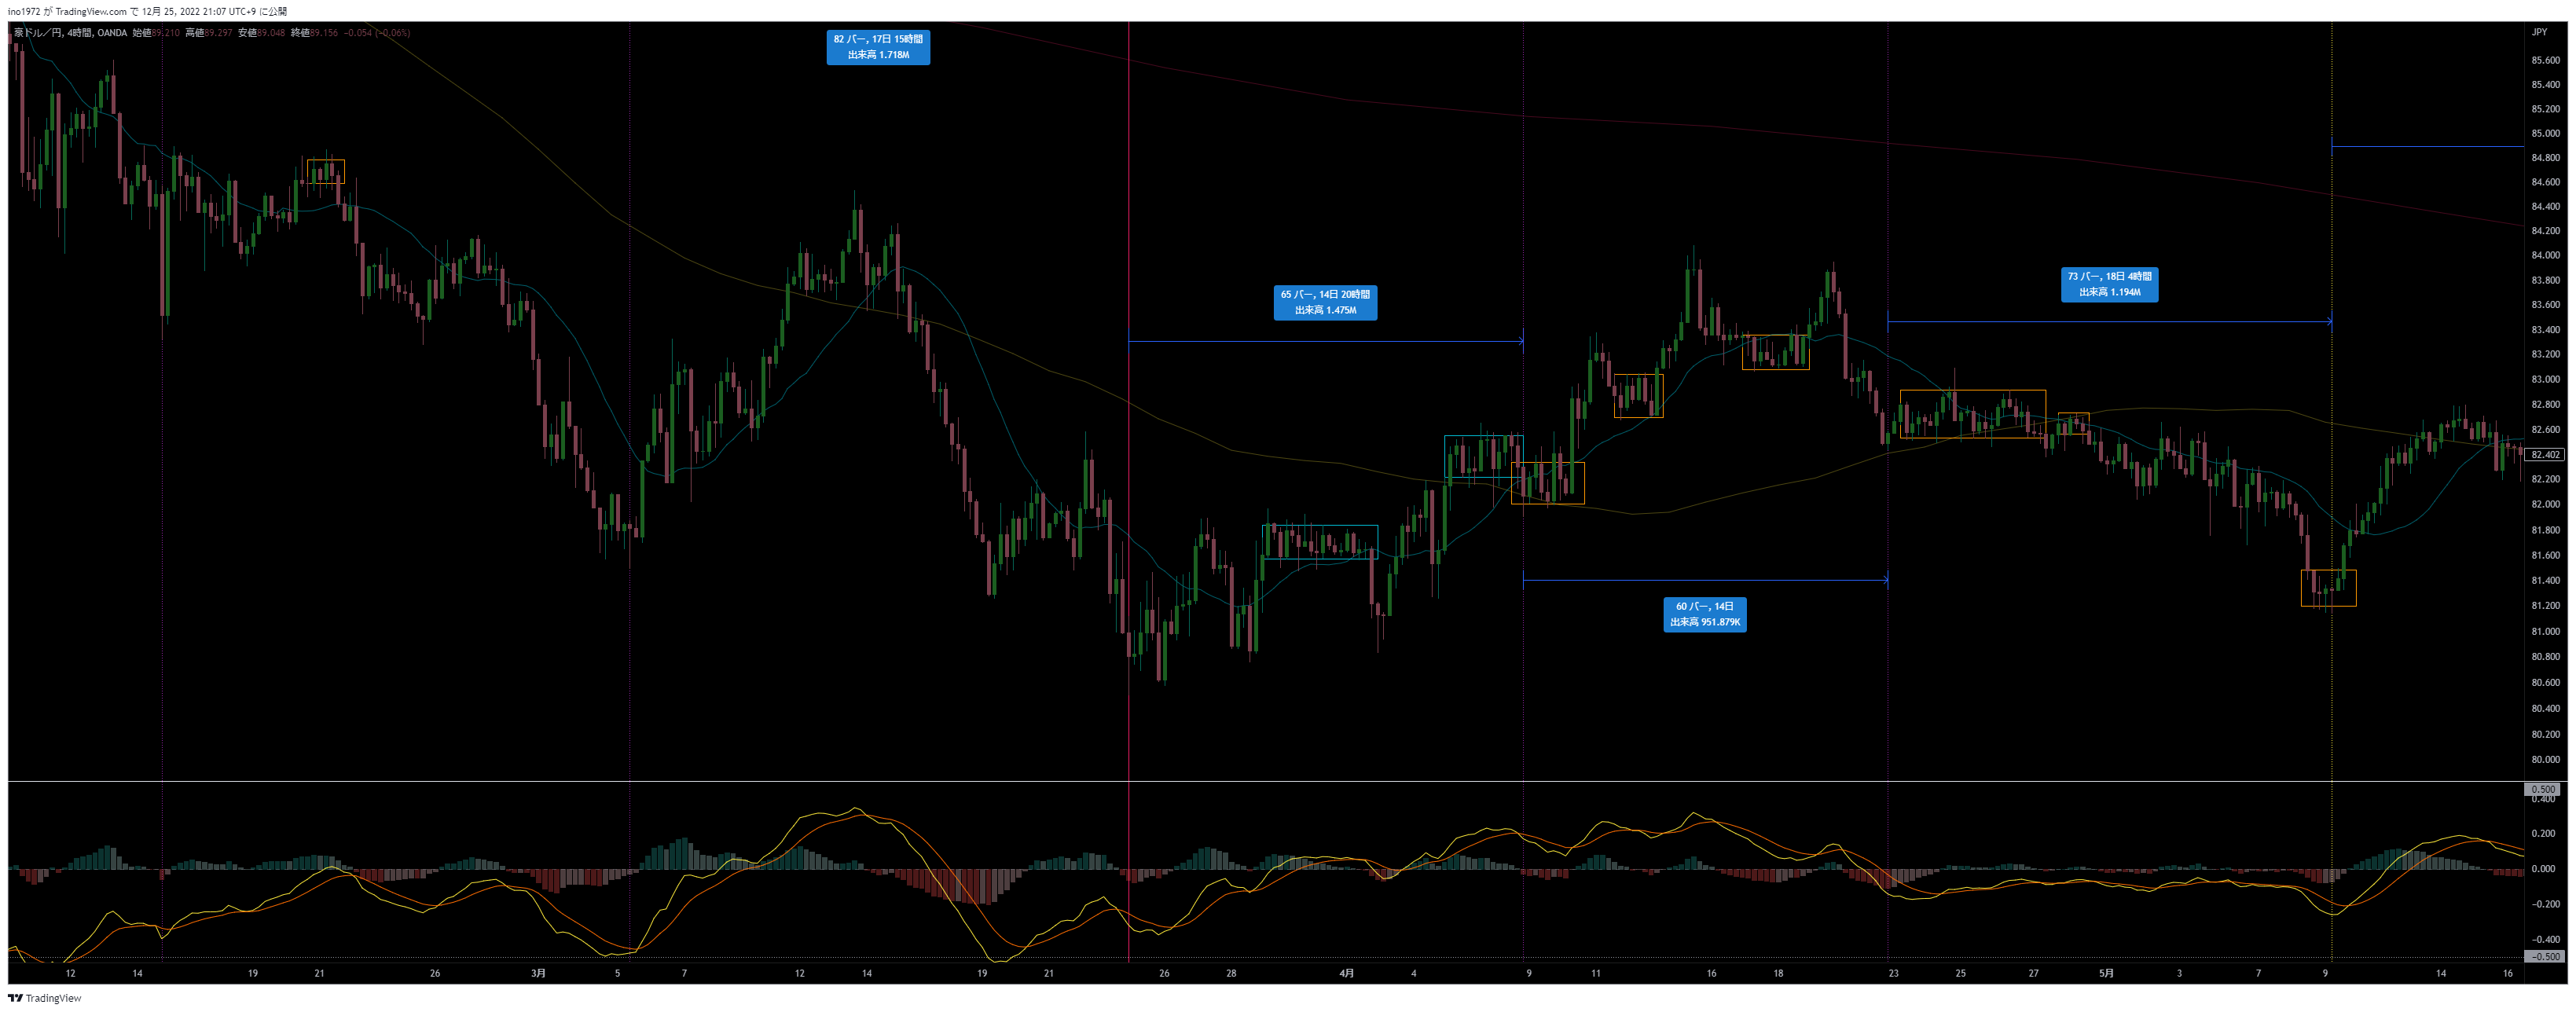 ino1972 が TradingView.com で 12月 25, 2022 21:07 UTC+9 に公開
豪ドル／円, 4時間, OANDA 始値89.210 高値89.297 安値89.048 終値89.156 −0.054 (−0.06%)
JPY
82 バー, 17日 15時間
出来高 1.718M
65 バー, 14日 20時間
出来高 1.475M
73 バー, 18日 4時間
出来高 1.194M
60 バー, 14日
出来高 951.879K
85.600
85.400
85.200
85.000
84.800
84.600
84.400
84.200
84.000
83.800
83.600
83.400
83.200
83.000
82.800
82.600
82.402
82.200
82.000
81.800
81.600
81.400
81.200
81.000
80.800
80.600
80.400
80.200
80.000
0.500
0.400
0.200
0.000
−0.200
−0.400
−0.500
12 14 19 21 26 3月 5 7 12 14 19 21 26 28 4月 4 9 11 16 18 23 25 27 5月 3 7 9 14 16
TradingView